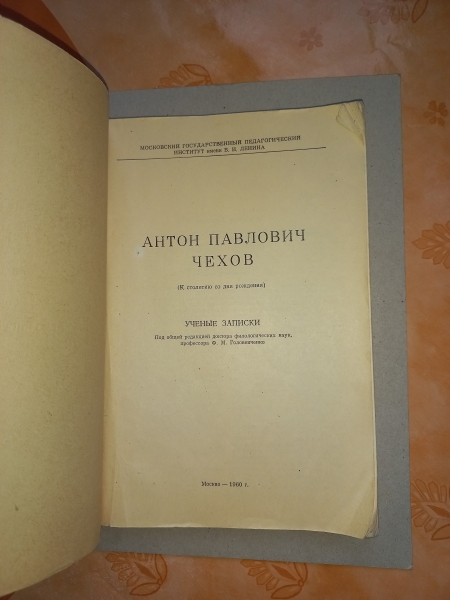 МОСКОВСКИЙ ГОСУДАРСТВЕННЫЙ ПЕДАГОГИЧЕСКИЙ
ИНСТИТУТ имени В. И. ЛЕНИНА
АНТОН ПАВЛОВИЧ
ЧЕХОВ
(К столетию со дня рождения)
УЧЕНЫЕ ЗАПИСКИ
Под общей редакцией доктора филологических наук,
профессора Ф. М. Головенченко
Москва — 1960 г.